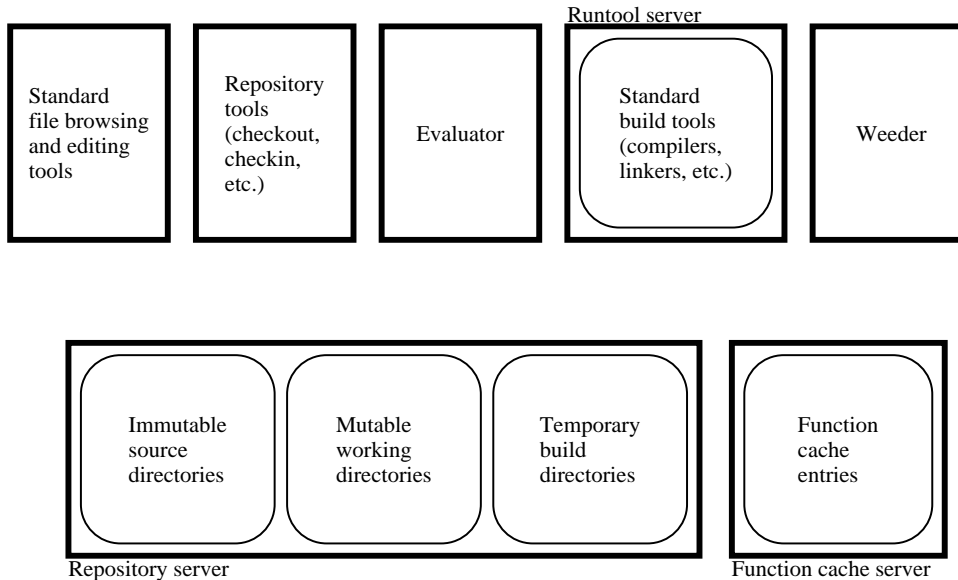 Runtool server
Standard
file browsing
and editing
tools
Repository
tools
(checkout,
checkin,
etc.)
Evaluator
Standard
build tools
(compilers,
linkers, etc.)
Weeder
Immutable
source
directories
Mutable
working
directories
Temporary
build
directories
Function
cache
entries
Repository server
Function cache server